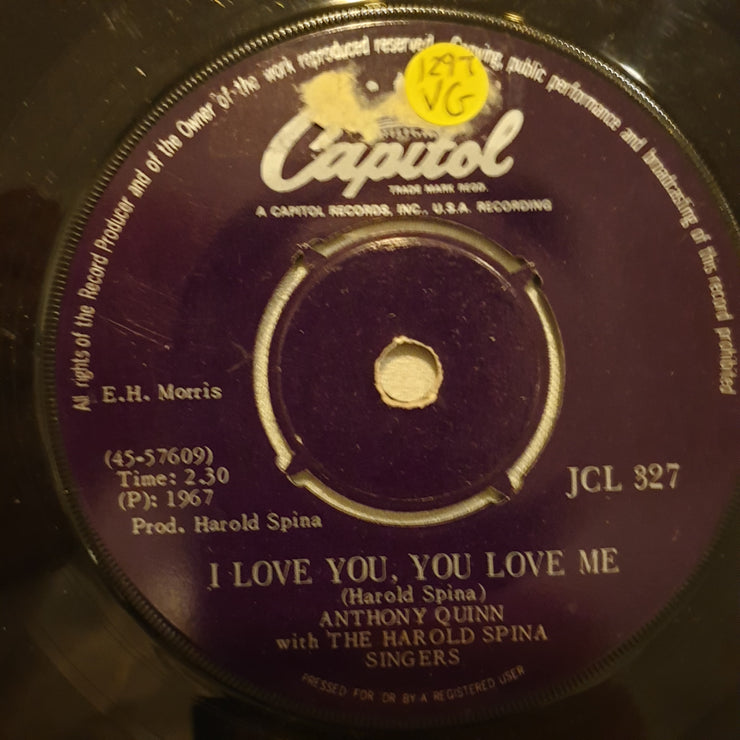 All rights of the Record Producer and of the Owner of the work reproduced reserved. Copying, public performance and broadcasting of this record prohibited
1297
VG
Capitol
TRADE MARK REGD.
A CAPITOL RECORDS, INC., U.S.A. RECORDING
E.H. Morris
(45-57609)
Time: 2.30
(P): 1967
Prod. Harold Spina
JCL 327
I LOVE YOU, YOU LOVE ME
(Harold Spina)
ANTHONY QUINN
with THE HAROLD SPINA
SINGERS
PRESSED FOR OR BY A REGISTERED USER